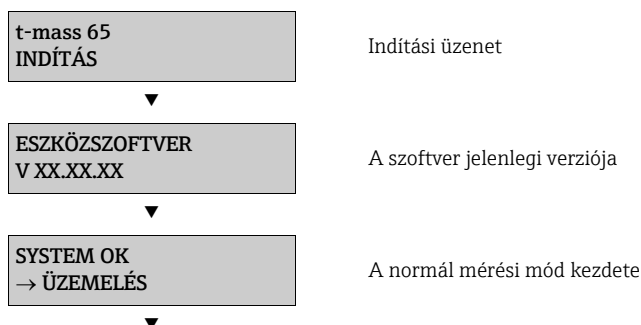 t-mass 65
INDÍTÁS
Indítási üzenet
▼
ESZKÖZSZOFTVER
V XX.XX.XX
A szoftver jelenlegi verziója
▼
SYSTEM OK
→ ÜZEMELÉS
A normál mérési mód kezdete
▼